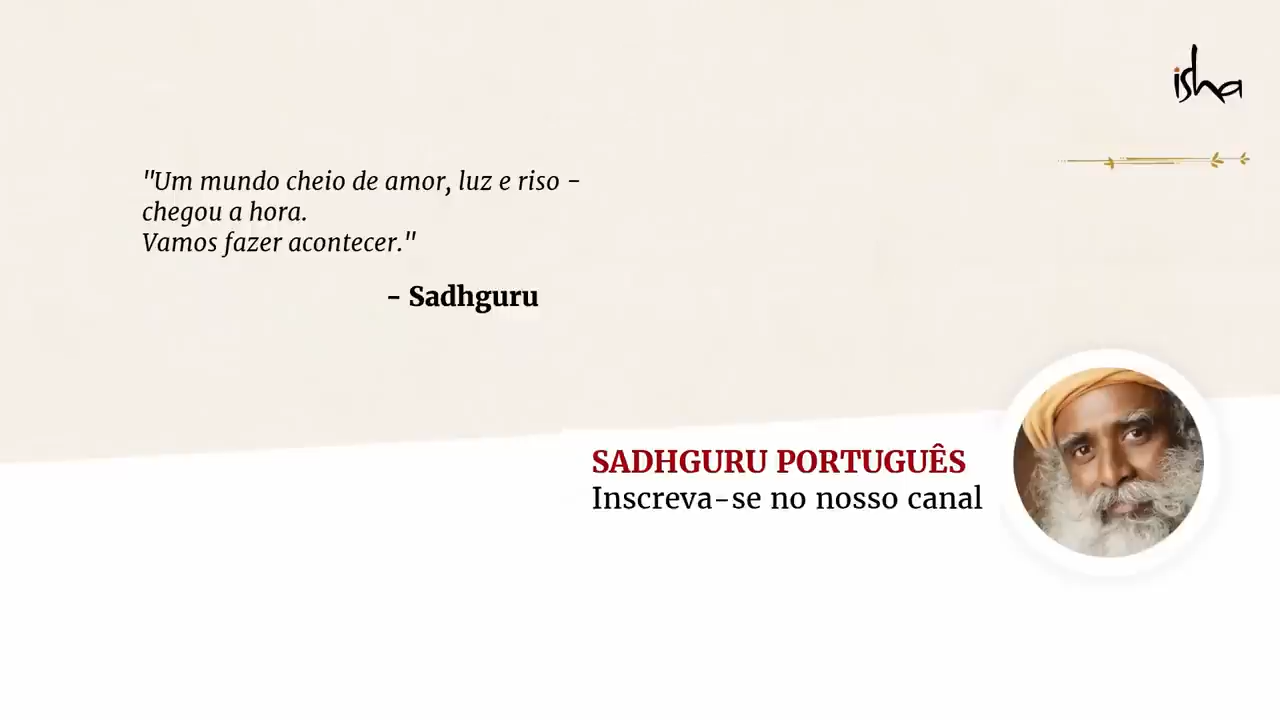 isha
"Um mundo cheio de amor, luz e riso -
chegou a hora.
Vamos fazer acontecer."
- Sadhguru
SADHGURU PORTUGUÊS
Inscreva-se no nosso canal